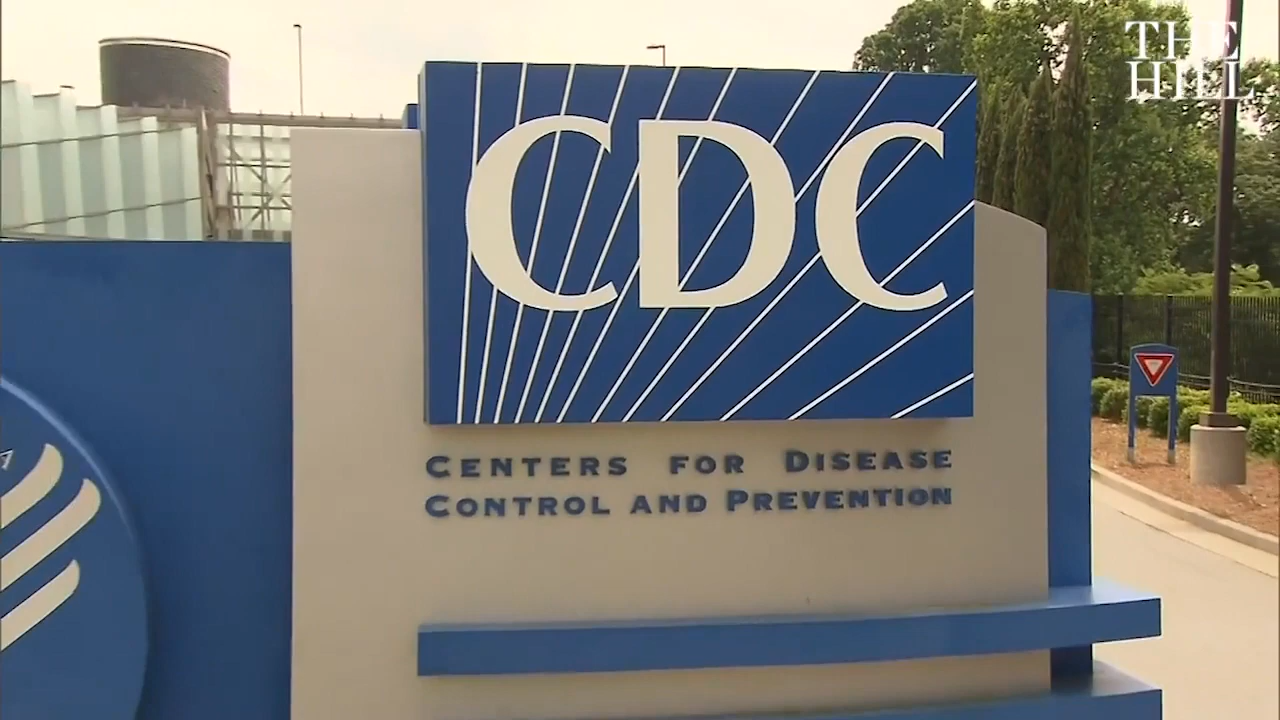 THE
HILL
CDC
CENTERS FOR DISEASE
CONTROL AND PREVENTION